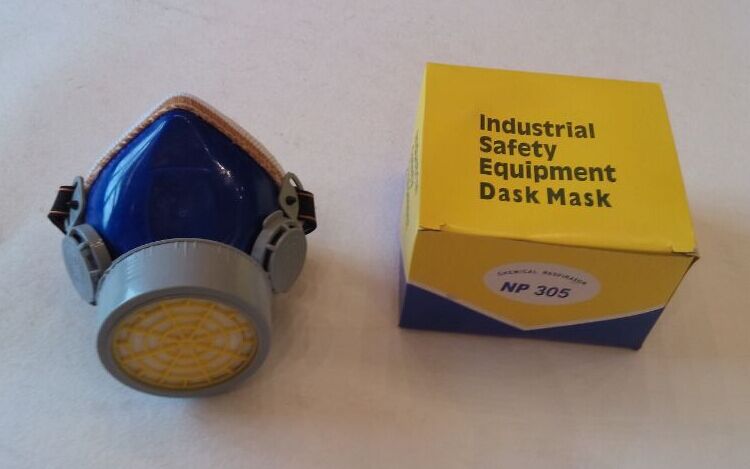 Industrial
Safety
Equipment
Dask Mask
CHEMICAL RESPIRATOR
NP 305